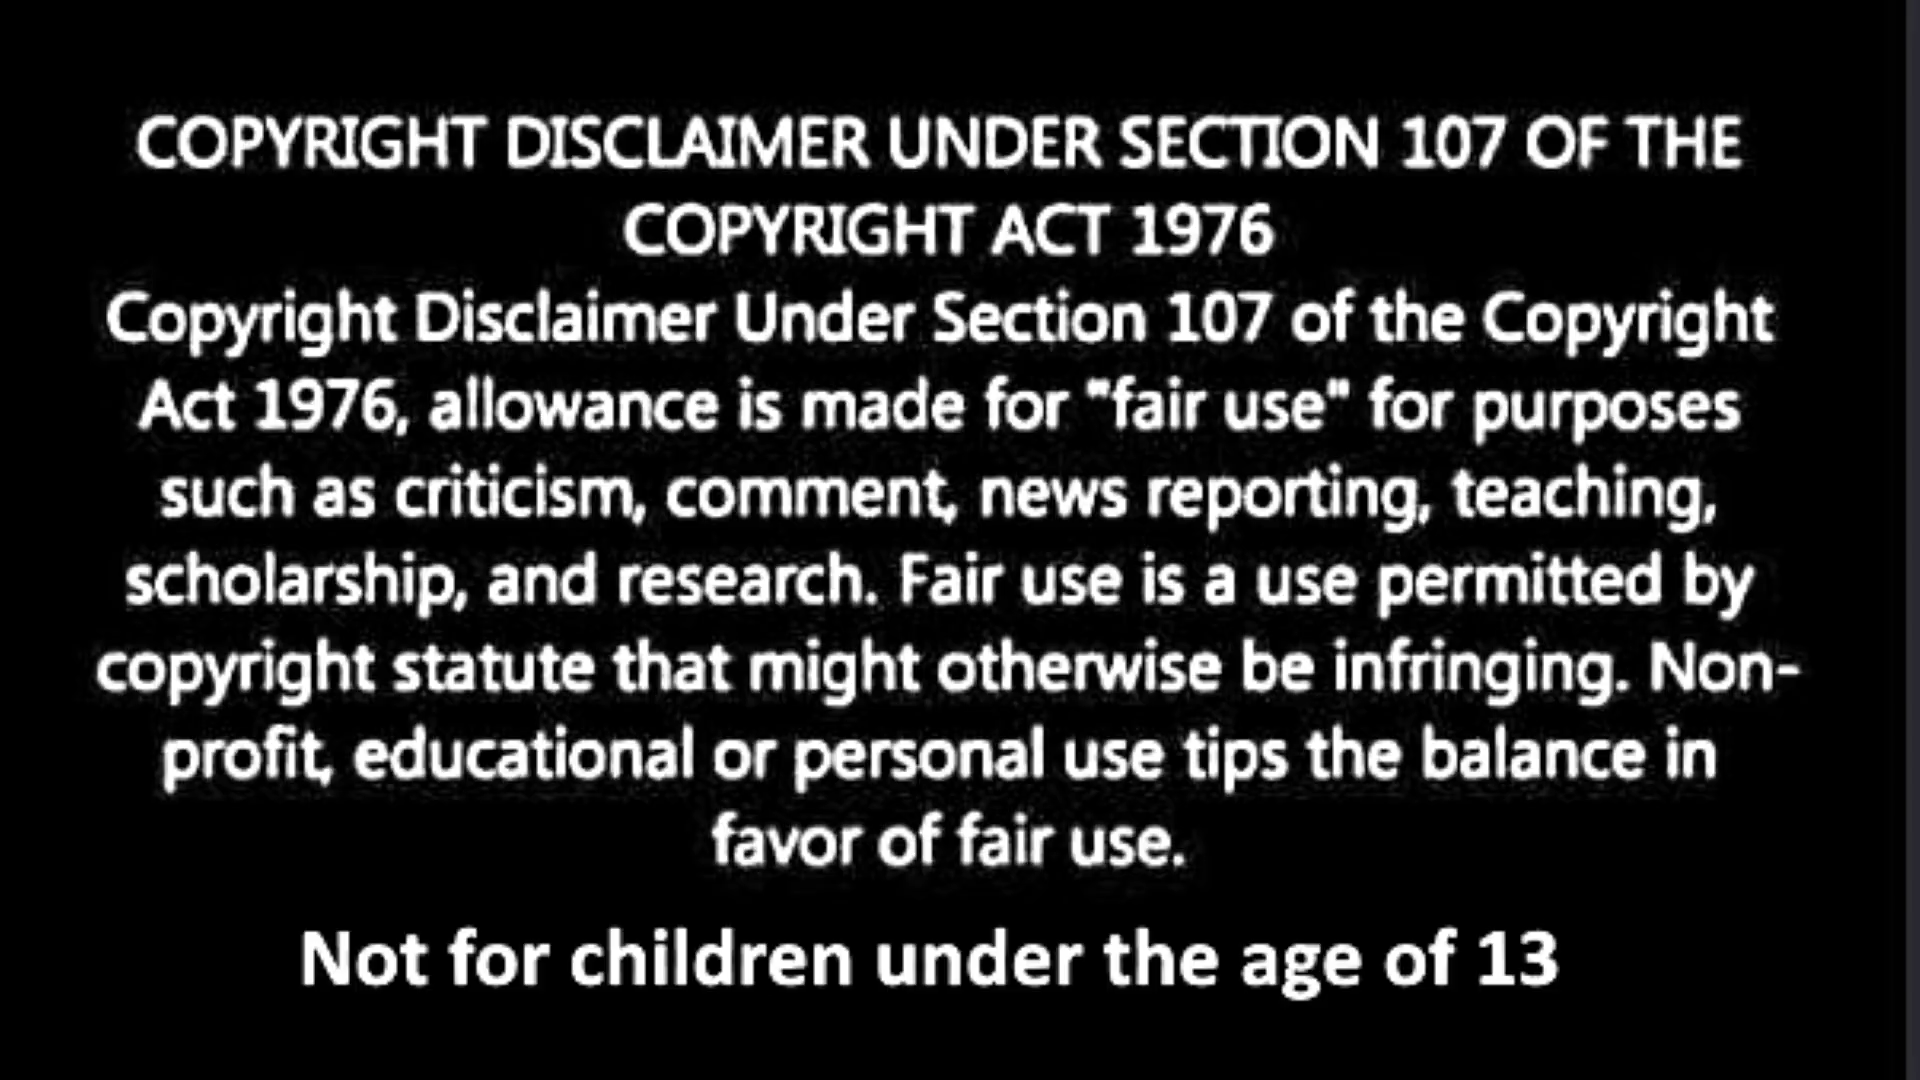 COPYRIGHT DISCLAIMER UNDER SECTION 107 OF THE
COPYRIGHT ACT 1976
Copyright Disclaimer Under Section 107 of the Copyright
Act 1976, allowance is made for "fair use" for purposes
such as criticism, comment, news reporting, teaching,
scholarship, and research. Fair use is a use permitted by
copyright statute that might otherwise be infringing. Non-
profit, educational or personal use tips the balance in
favor of fair use.
Not for children under the age of 13